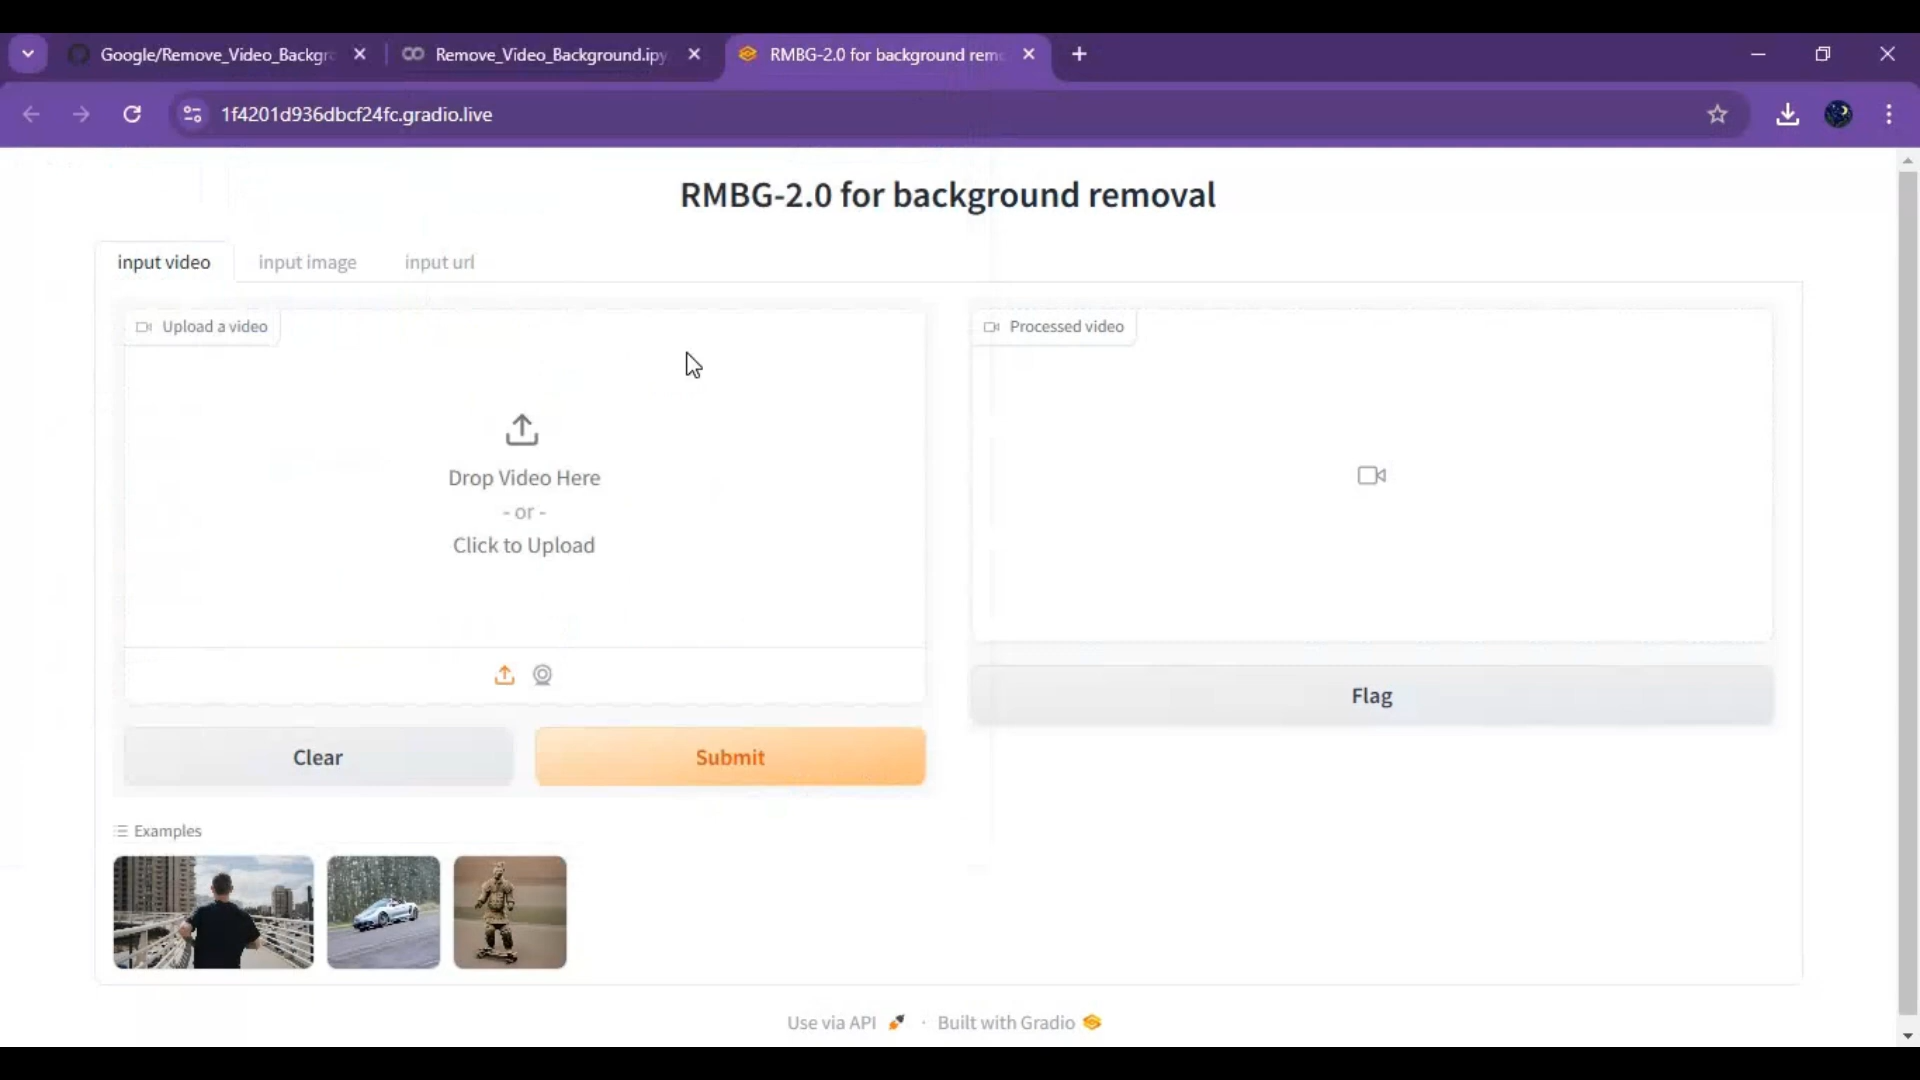 Google/Remove_Video_Backgr
Remove_Video_Background.ipy
RMBG-2.0 for background rem
1f4201d936dbcf24fc.gradio.live
RMBG-2.0 for background removal
input video
input image
input url
Upload a video
Processed video
Drop Video Here
- or -
Click to Upload
Flag
Clear
Submit
Examples
Use via API
·
Built with Gradio